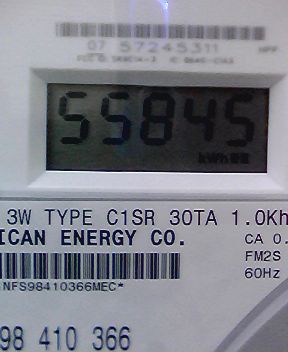 07 57245311
55845
kWh
3W TYPE C1SR 30TA 1.0Kh
ICAN ENERGY CO.
CA 0.
FM2S
60Hz
NFS98410366MEC*
98 410 366